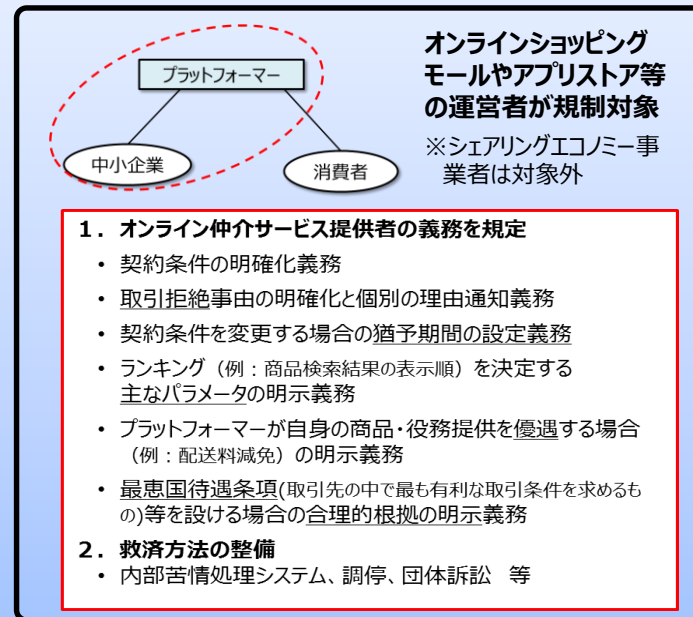 プラットフォーマー
中小企業
消費者
オンラインショッピング
モールやアプリストア等
の運営者が規制対象
※シェアリングエコノミー事
業者は対象外
１．オンライン仲介サービス提供者の義務を規定
・ 契約条件の明確化義務
・ 取引拒絶事由の明確化と個別の理由通知義務
・ 契約条件を変更する場合の猶予期間の設定義務
・ ランキング（例：商品検索結果の表示順）を決定する
主なパラメータの明示義務
・ プラットフォーマーが自身の商品・役務提供を優遇する場合
（例：配送料減免）の明示義務
・ 最恵国待遇条項(取引先の中で最も有利な取引条件を求めるも
の)等を設ける場合の合理的根拠の明示義務
２．救済方法の整備
・ 内部苦情処理システム、調停、団体訴訟　等